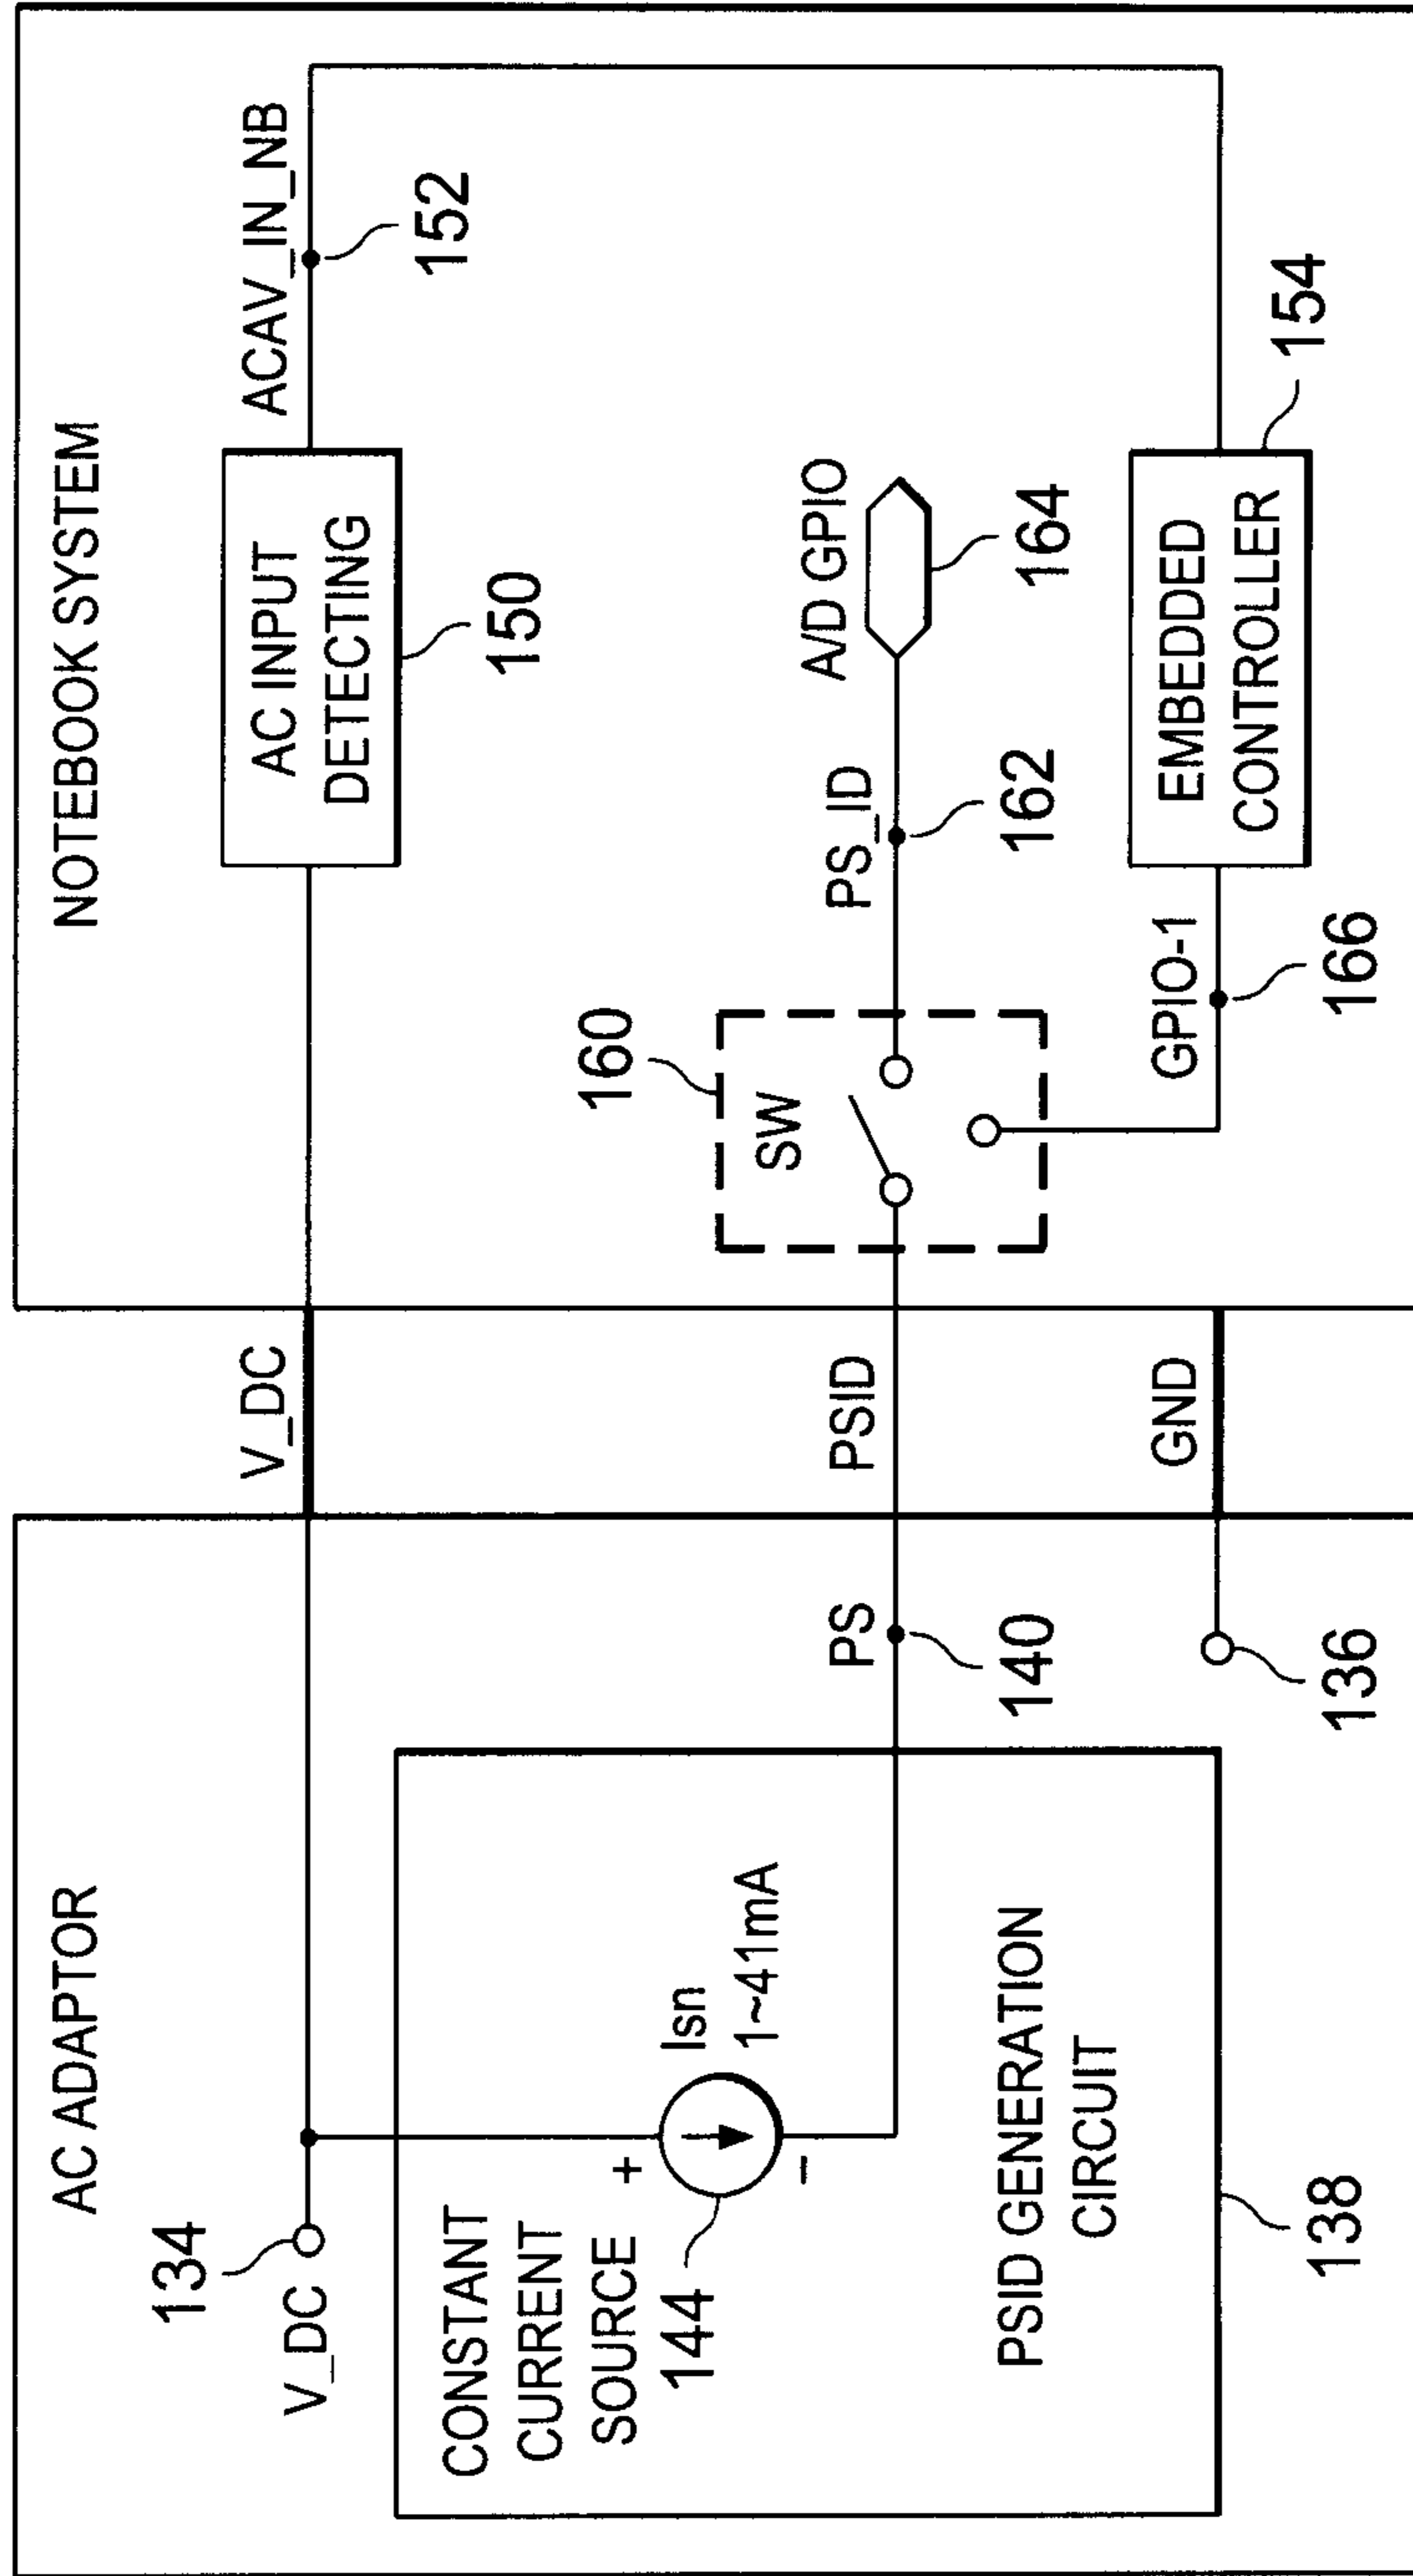 AC ADAPTOR
134
V_DC
CONSTANT
CURRENT
SOURCE
144
+
−
Isn
1~41mA
PSID GENERATION
CIRCUIT
138
PS
140
136
V_DC
PSID
GND
NOTEBOOK SYSTEM
AC INPUT
DETECTING
150
ACAV_IN_NB
152
160
SW
PS_ID
162
A/D GPIO
164
GPIO-1
166
EMBEDDED
CONTROLLER
154